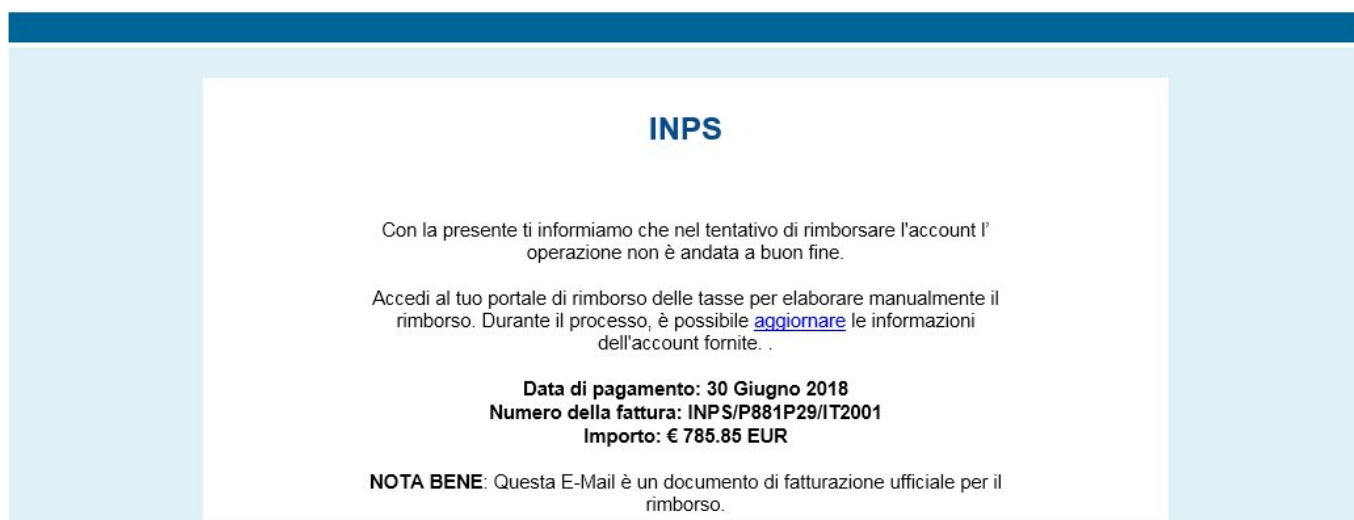 INPS
Con la presente ti informiamo che nel tentativo di rimborsare l'account l’
operazione non è andata a buon fine.
Accedi al tuo portale di rimborso delle tasse per elaborare manualmente il
rimborso. Durante il processo, è possibile aggiornare le informazioni
dell'account fornite. .
Data di pagamento: 30 Giugno 2018
Numero della fattura: INPS/P881P29/IT2001
Importo: € 785.85 EUR
NOTA BENE: Questa E-Mail è un documento di fatturazione ufficiale per il
rimborso.